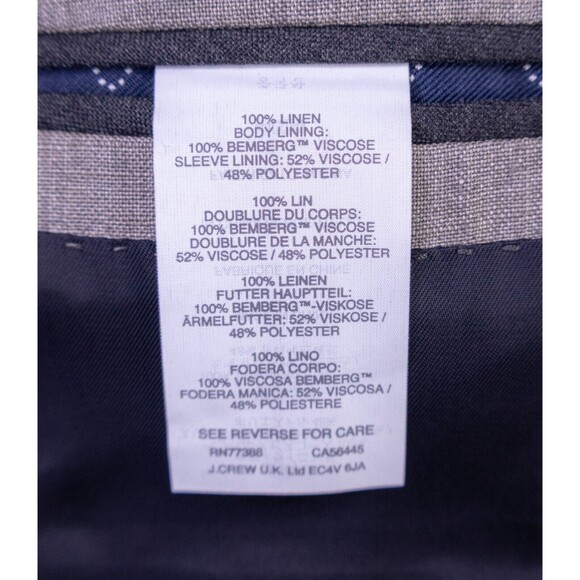 100% LINEN
BODY LINING:
100% BEMBERG™ VISCOSE
SLEEVE LINING: 52% VISCOSE /
48% POLYESTER
100% LIN
DOUBLURE DU CORPS:
100% BEMBERG™ VISCOSE
DOUBLURE DE LA MANCHE:
52% VISCOSE / 48% POLYESTER
FABRIQUÉ EN CHINE
100% LEINEN
FUTTER HAUPTTEIL:
100% BEMBERG™-VISKOSE
ÄRMELFUTTER: 52% VISKOSE /
48% POLYESTER
100% LINO
FODERA CORPO:
100% VISCOSA BEMBERG™
FODERA MANICA: 52% VISCOSA /
48% POLIESTERE
SEE REVERSE FOR CARE
RN77388 CA56445
J.CREW U.K. Ltd EC4V 6JA